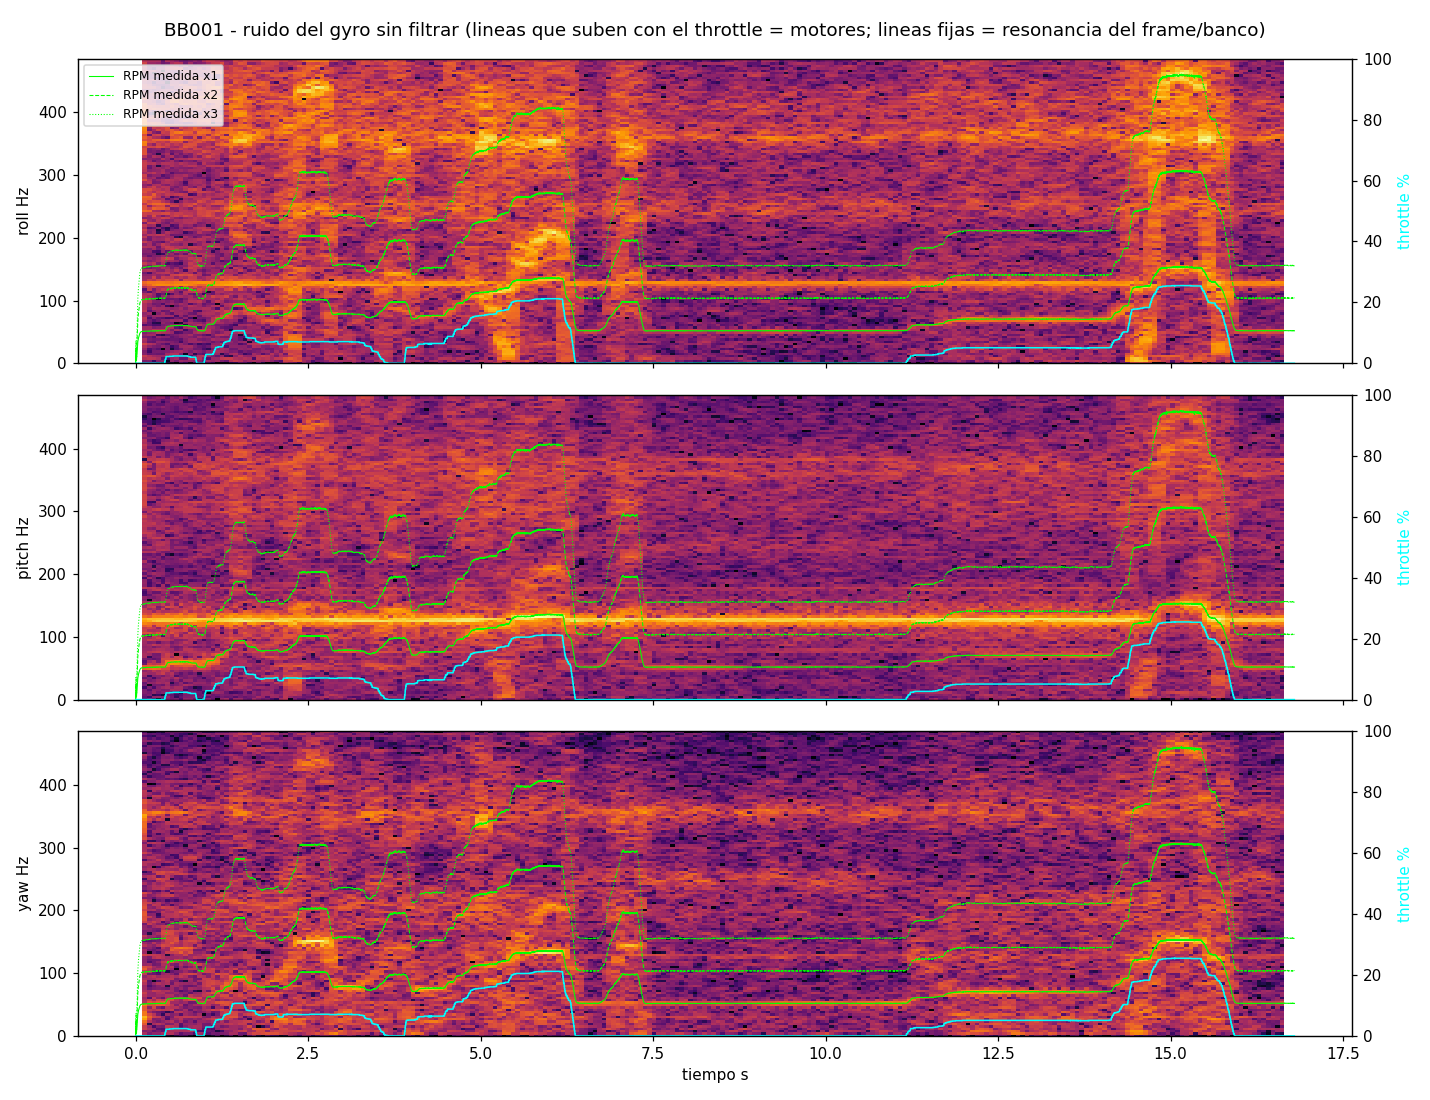 BB001 - ruido del gyro sin filtrar (lineas que suben con el throttle = motores; lineas fijas = resonancia del frame/banco)
RPM medida x1
RPM medida x2
RPM medida x3
roll Hz
400
300
200
100
0
100
80
60
40
20
0
throttle %
pitch Hz
400
300
200
100
0
100
80
60
40
20
0
throttle %
yaw Hz
400
300
200
100
0
100
80
60
40
20
0
throttle %
0.0 2.5 5.0 7.5 10.0 12.5 15.0 17.5
tiempo s